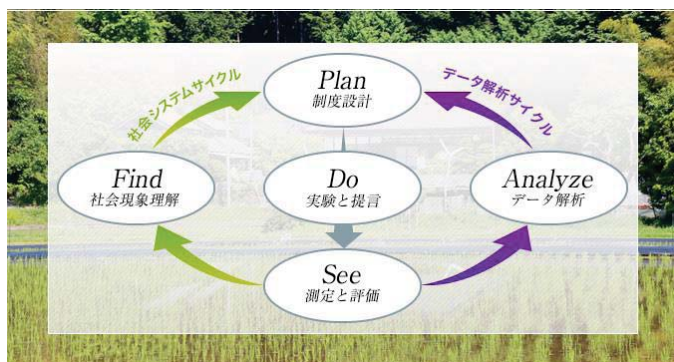 Plan
制度設計
社会システムサイクル
データ解析サイクル
Find
社会現象理解
Do
実験と提言
Analyze
データ解析
See
測定と評価